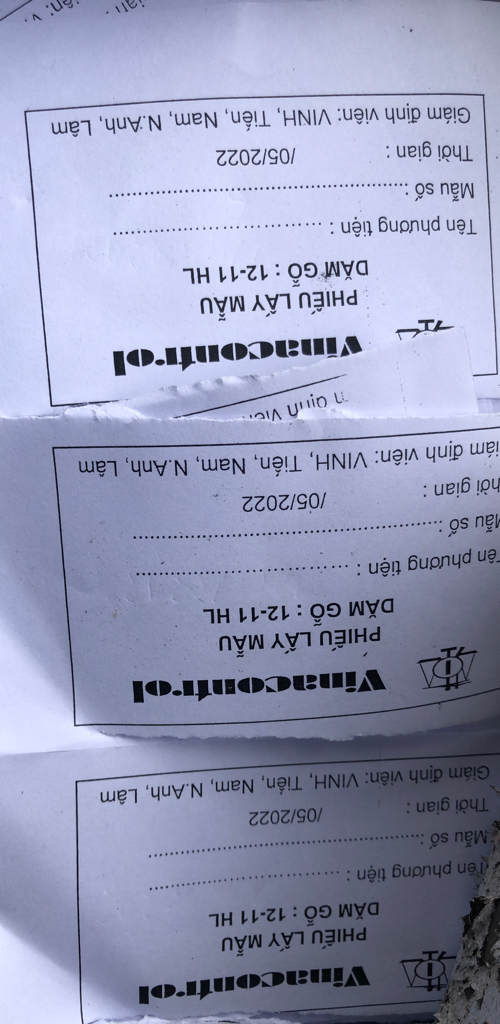 Vinacontrol
PHIẾU LẤY MẪU
DĂM GỖ : 12-11 HL
Tên phương tiện : ................................
Mẫu số :..............................................
Thời gian : /05/2022
Giám định viên: VINH, Tiến, Nam, N.Anh, Lâm
Vinacontrol
PHIẾU LẤY MẪU
DĂM GỖ : 12-11 HL
ên phương tiện : ................................
Mẫu số :..............................................
hời gian : /05/2022
iám định viên: VINH, Tiến, Nam, N.Anh, Lâm
định viên
Vinacontrol
PHIẾU LẤY MẪU
DĂM GỖ : 12-11 HL
Tên phương tiện : ................................
Mẫu số :..............................................
Thời gian : /05/2022
Giám định viên: VINH, Tiến, Nam, N.Anh, Lâm